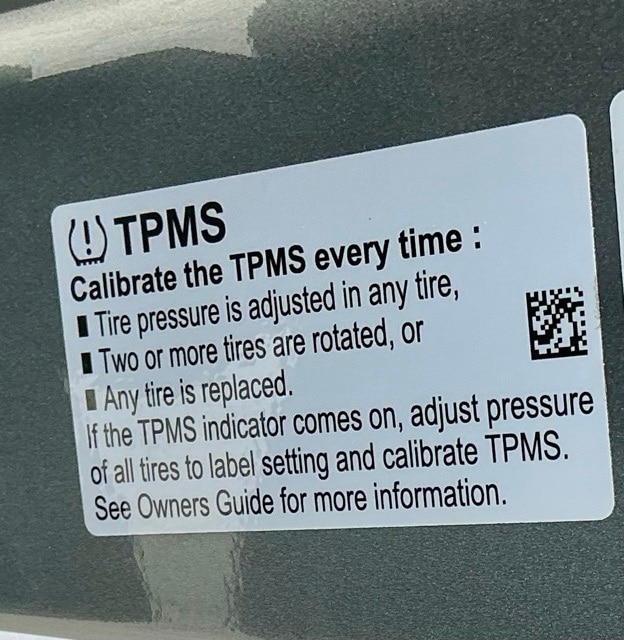 TPMS
Calibrate the TPMS every time :
▮ Tire pressure is adjusted in any tire,
▮ Two or more tires are rotated, or
▮ Any tire is replaced.
If the TPMS indicator comes on, adjust pressure
of all tires to label setting and calibrate TPMS.
See Owners Guide for more information.